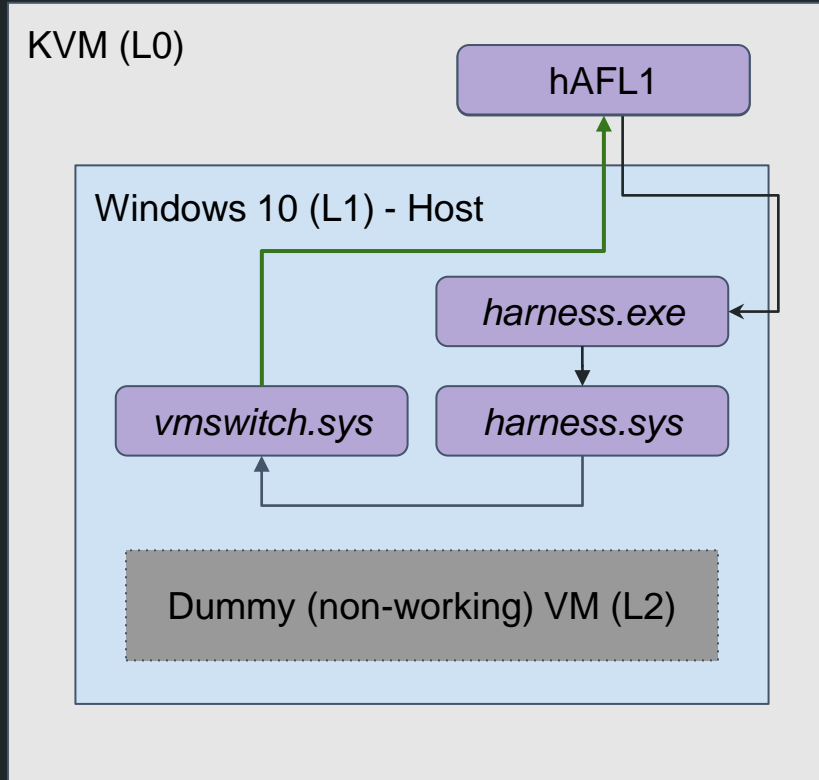 KVM (L0)
hAFL1
Windows 10 (L1) - Host
harness.exe
vmswitch.sys
harness.sys
Dummy (non-working) VM (L2)